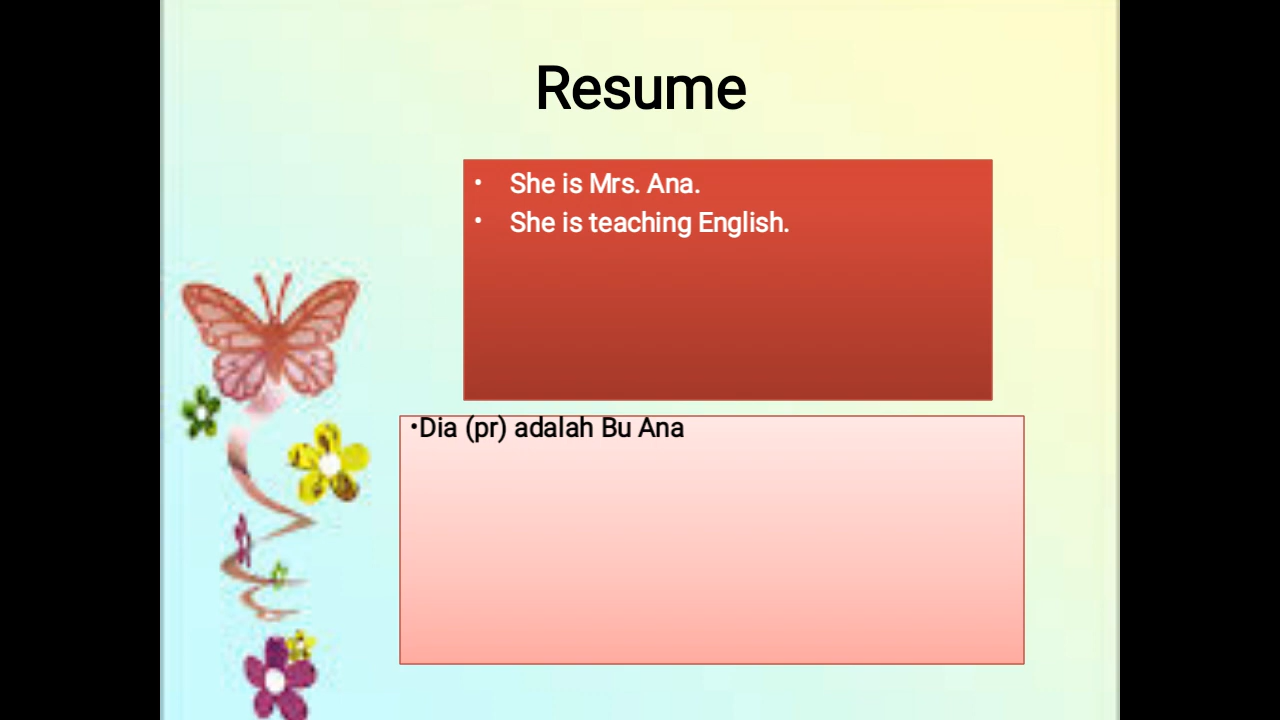 Resume
• She is Mrs. Ana.
• She is teaching English.
•Dia (pr) adalah Bu Ana